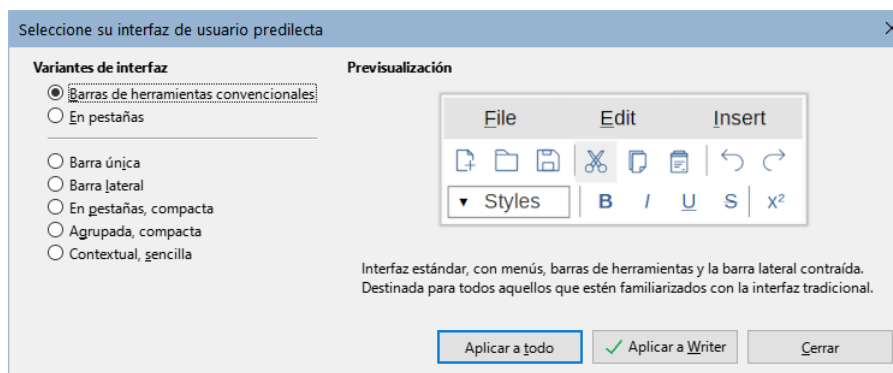 Seleccione su interfaz de usuario predilecta
Variantes de interfaz
Barras de herramientas convencionales
En pestañas
Barra única
Barra lateral
En pestañas, compacta
Agrupada, compacta
Contextual, sencilla
Previsualización
File Edit Insert
Styles B I U S x²
Interfaz estándar, con menús, barras de herramientas y la barra lateral contraída.
Destinada para todos aquellos que estén familiarizados con la interfaz tradicional.
Aplicar a todo Aplicar a Writer Cerrar